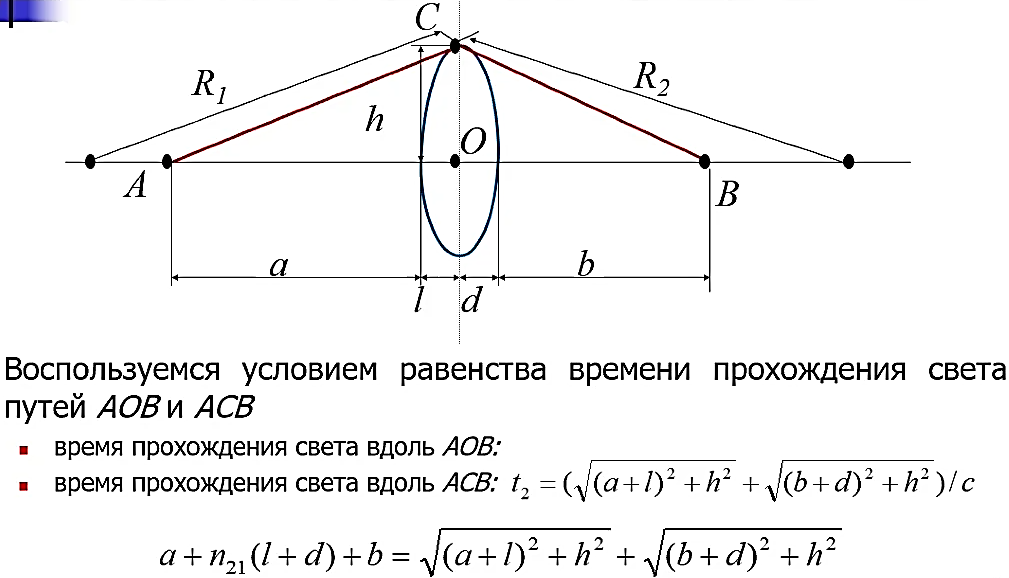 C
R1
R2
h
O
A
B
a
b
l
d
Воспользуемся условием равенства времени прохождения света
путей AOB и ACB
время прохождения света вдоль AOB:
время прохождения света вдоль ACB: t₂ = (√((a+l)² + h²) + √((b+d)² + h²)) / c
a + n₂₁(l + d) + b = √((a+l)² + h²) + √((b+d)² + h²)